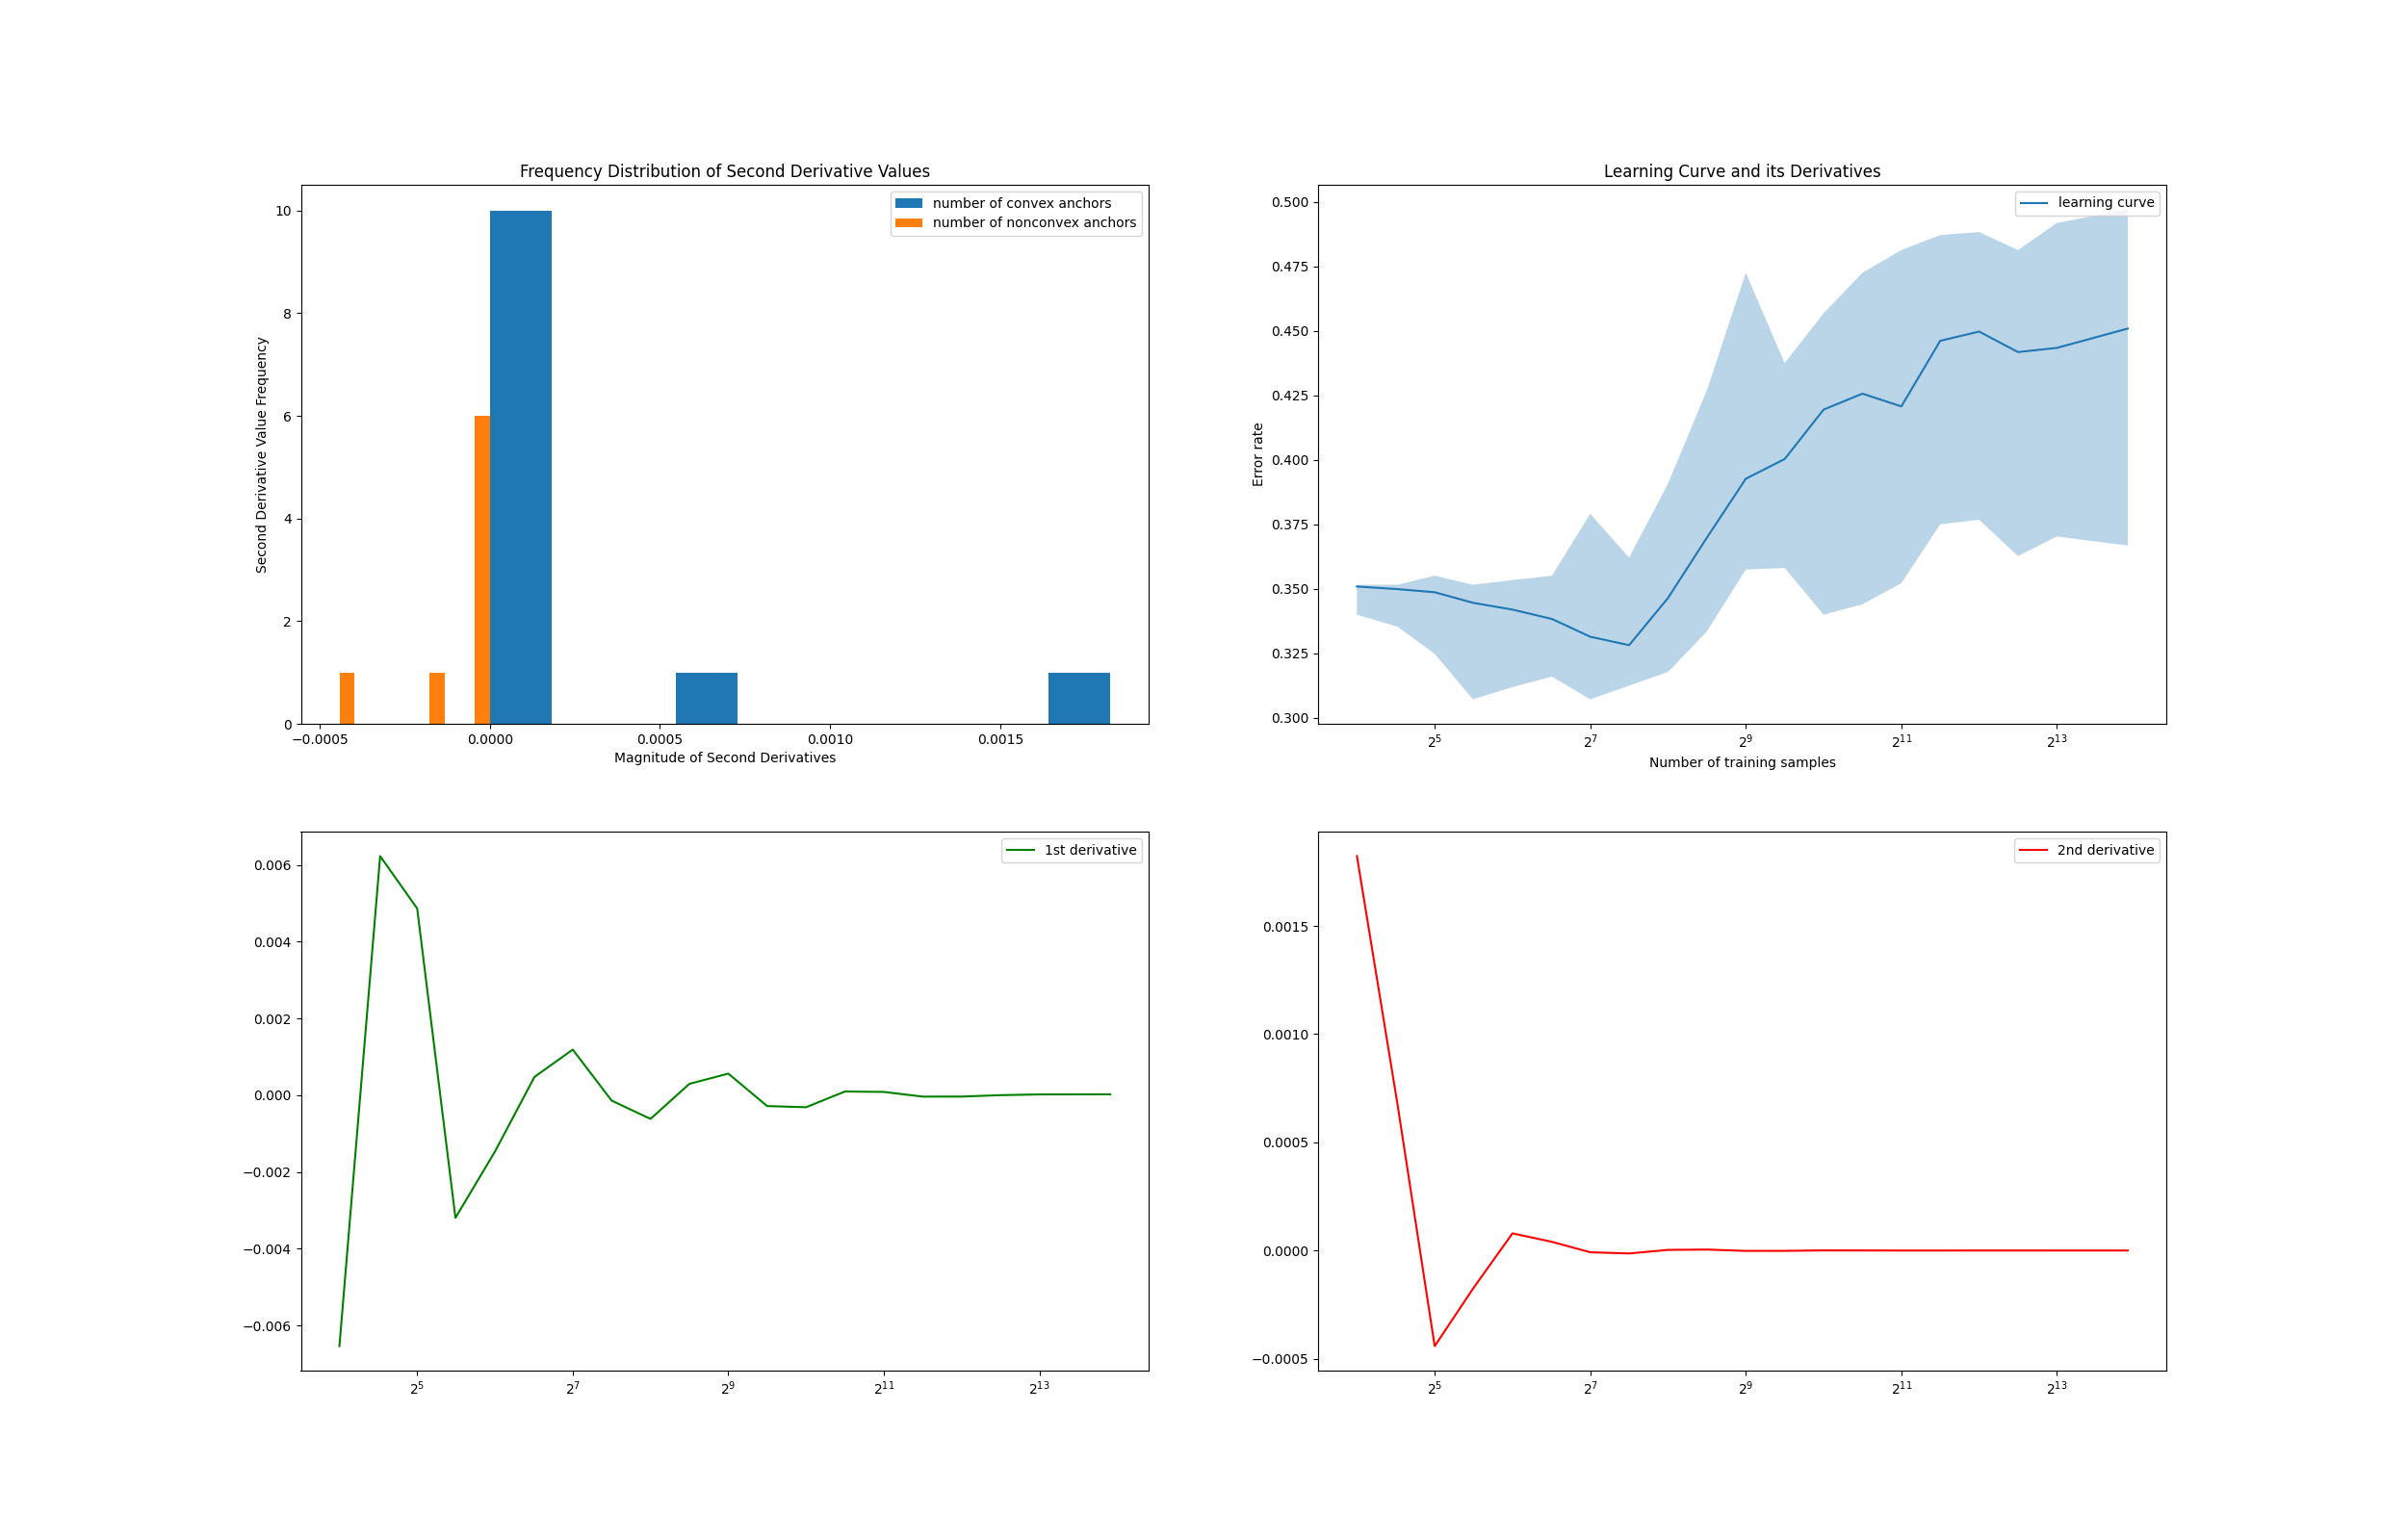 Frequency Distribution of Second Derivative Values
number of convex anchors
number of nonconvex anchors
Second Derivative Value Frequency
10
8
6
4
2
0
−0.0005 0.0000 0.0005 0.0010 0.0015
Magnitude of Second Derivatives
Learning Curve and its Derivatives
learning curve
Error rate
0.500
0.475
0.450
0.425
0.400
0.375
0.350
0.325
0.300
2^5 2^7 2^9 2^11 2^13
Number of training samples
1st derivative
0.006
0.004
0.002
0.000
−0.002
−0.004
−0.006
2^5 2^7 2^9 2^11 2^13
2nd derivative
0.0015
0.0010
0.0005
0.0000
−0.0005
2^5 2^7 2^9 2^11 2^13